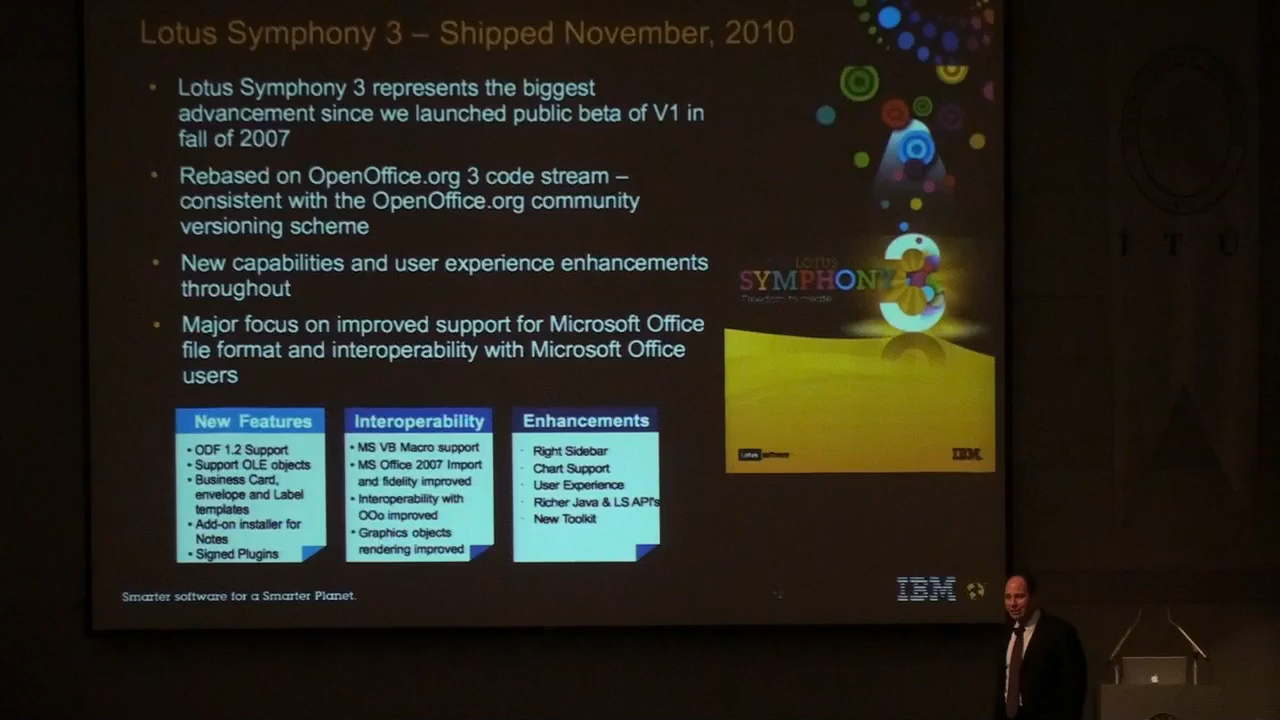 Lotus Symphony 3 – Shipped November, 2010
• Lotus Symphony 3 represents the biggest
advancement since we launched public beta of V1 in
fall of 2007
• Rebased on OpenOffice.org 3 code stream –
consistent with the OpenOffice.org community
versioning scheme
• New capabilities and user experience enhancements
throughout
• Major focus on improved support for Microsoft Office
file format and interoperability with Microsoft Office
users
LOTUS
SYMPHONY 3
Freedom to create
New Features
• ODF 1.2 Support
• Support OLE objects
• Business Card,
envelope and Label
templates
• Add-on installer for
Notes
• Signed Plugins
Interoperability
• MS VB Macro support
• MS Office 2007 Import
and fidelity improved
• Interoperability with
OOo improved
• Graphics objects
rendering improved
Enhancements
· Right Sidebar
· Chart Support
· User Experience
· Richer Java & LS API's
· New Toolkit
Lotus software
IBM
Smarter software for a Smarter Planet.
IBM
ITU